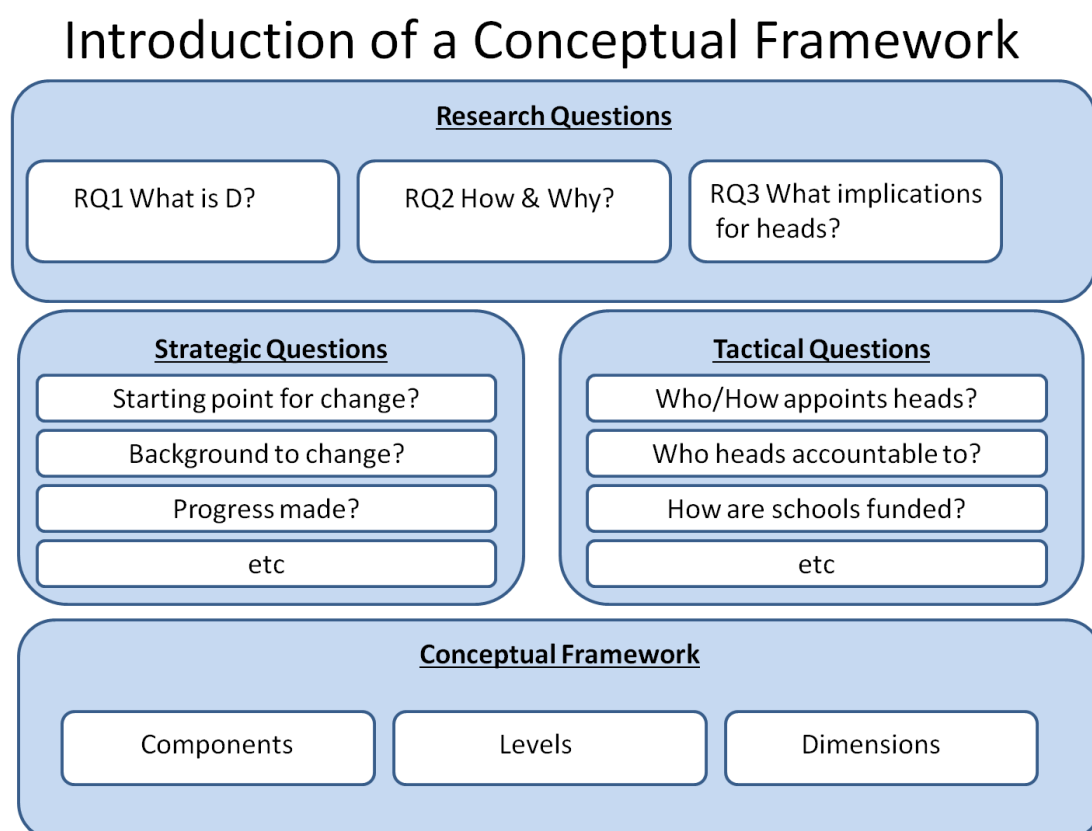 Introduction of a Conceptual Framework
Research Questions
RQ1 What is D?
RQ2 How & Why?
RQ3 What implications
for heads?
Strategic Questions
Starting point for change?
Background to change?
Progress made?
etc
Tactical Questions
Who/How appoints heads?
Who heads accountable to?
How are schools funded?
etc
Conceptual Framework
Components
Levels
Dimensions